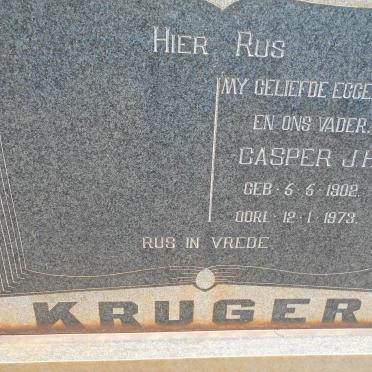 HIER RUS
MY GELIEFDE EGGE
EN ONS VADER.
CASPER J.H
GEB · 6 · 6 · 1902.
OORL · 12 · 1 · 1973.
RUS IN VREDE.
KRUGER